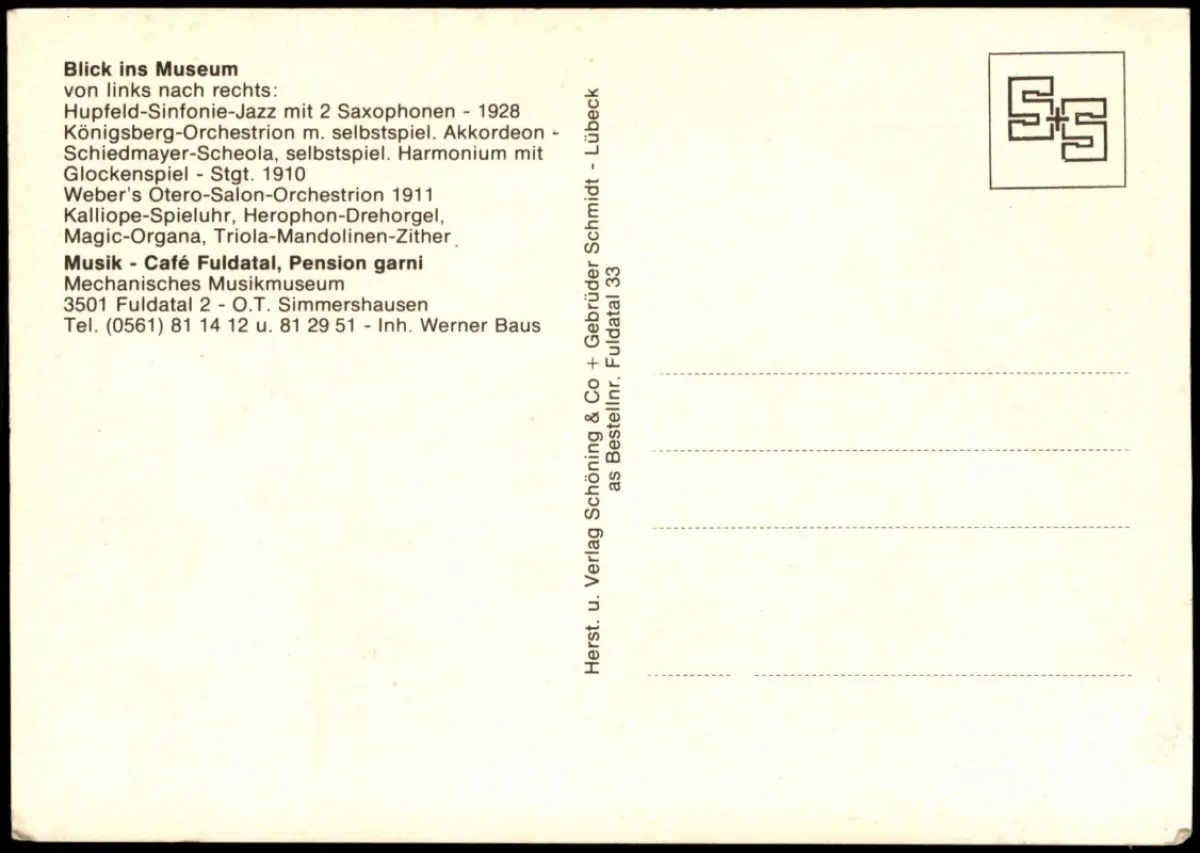 Blick ins Museum
von links nach rechts:
Hupfeld-Sinfonie-Jazz mit 2 Saxophonen - 1928
Königsberg-Orchestrion m. selbstspiel. Akkordeon -
Schiedmayer-Scheola, selbstspiel. Harmonium mit
Glockenspiel - Stgt. 1910
Weber's Otero-Salon-Orchestrion 1911
Kalliope-Spieluhr, Herophon-Drehorgel,
Magic-Organa, Triola-Mandolinen-Zither.
Musik - Café Fuldatal, Pension garni
Mechanisches Musikmuseum
3501 Fuldatal 2 - O.T. Simmershausen
Tel. (0561) 81 14 12 u. 81 29 51 - Inh. Werner Baus
Herst. u. Verlag Schöning & Co + Gebrüder Schmidt - Lübeck
as Bestellnr. Fuldatal 33
S+S